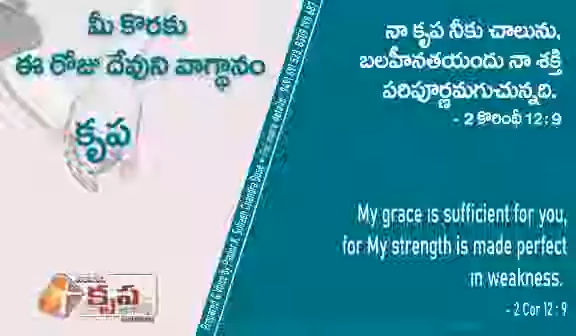 మీ కొరకు
ఈ రోజు దేవుని వాగ్ధానం
కృప
కృప
నా కృప నీకు చాలును.
బలహీనతయందు నా శక్తి
పరిపూర్ణమగుచున్నది.
- 2 కొరింథీ 12 : 9
My grace is sufficient for you,
for My strength is made perfect
in weakness.
- 2 Cor 12 : 9